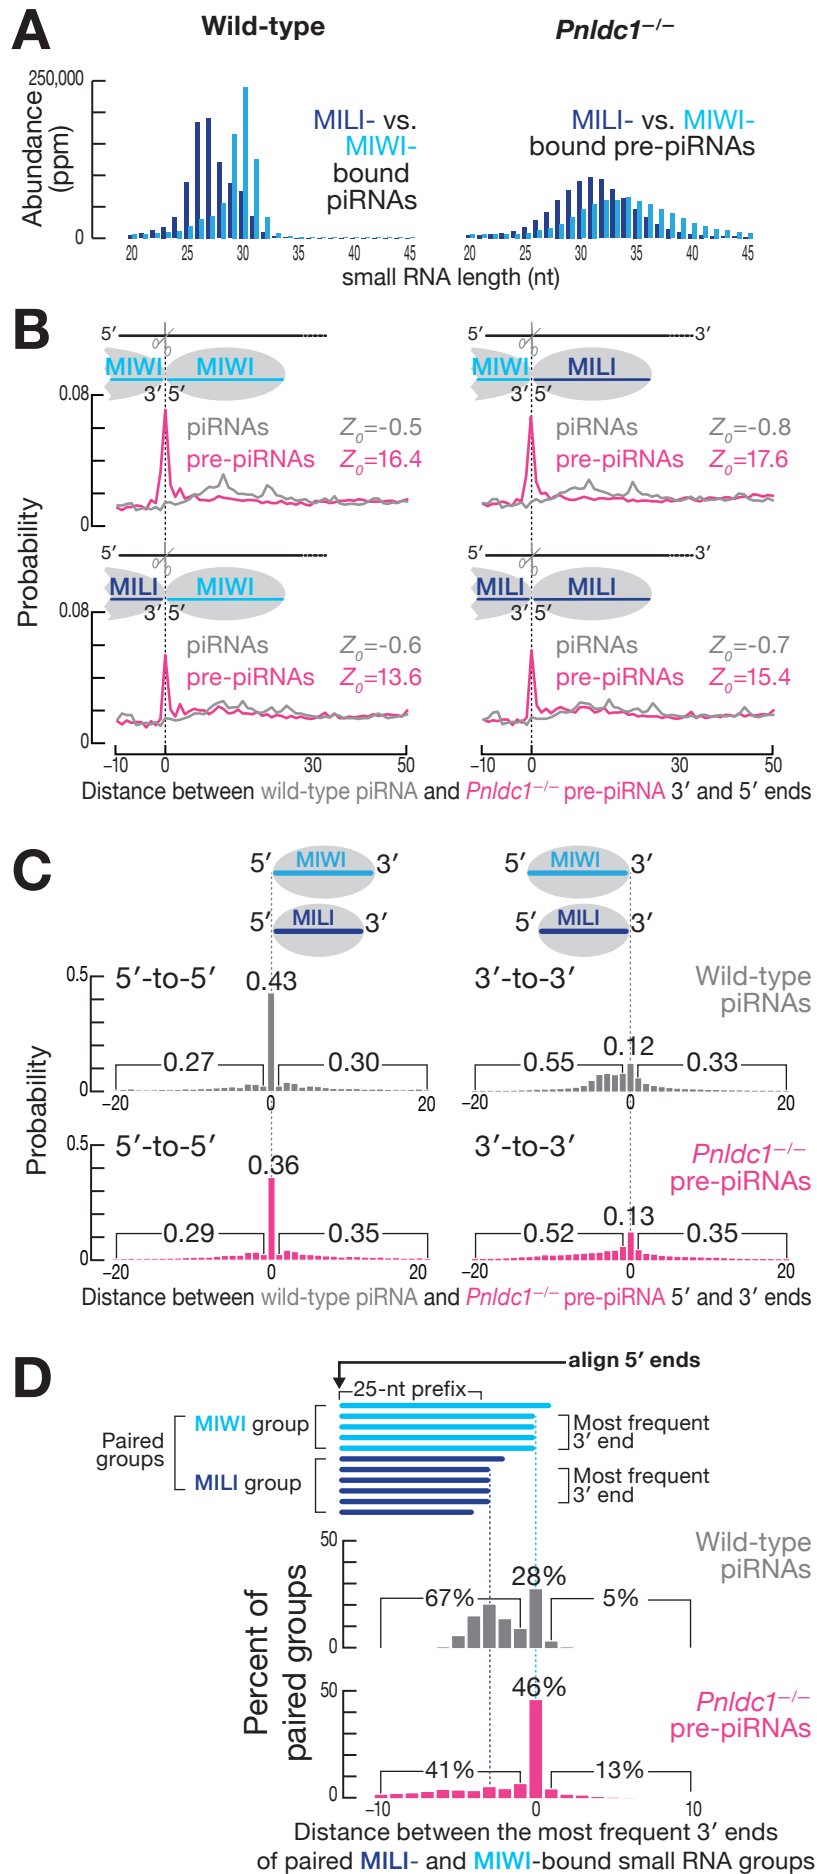 A
Wild-type
Pnldc1−/−
250,000
0
Abundance
(ppm)
MILI- vs.
MIWI-
bound
piRNAs
MILI- vs. MIWI-
bound pre-piRNAs
20 25 30 35 40 45
20 25 30 35 40 45
small RNA length (nt)
B
5′
MIWI MIWI
3′ 5′
5′ 3′
MIWI MILI
3′ 5′
0.08
0
piRNAs Z0=-0.5
pre-piRNAs Z0=16.4
piRNAs Z0=-0.8
pre-piRNAs Z0=17.6
Probability
5′
MILI MIWI
3′ 5′
5′ 3′
MILI MILI
3′ 5′
0.08
0
piRNAs Z0=-0.6
pre-piRNAs Z0=13.6
piRNAs Z0=-0.7
pre-piRNAs Z0=15.4
−10 0 30 50
−10 0 30 50
Distance between wild-type piRNA and Pnldc1−/− pre-piRNA 3′ and 5′ ends
C
5′ MIWI 3′
5′ MILI 3′
5′ MIWI 3′
5′ MILI 3′
Probability
0.5
0
5′-to-5′
0.43
0.27 0.30
−20 0 20
3′-to-3′
Wild-type
piRNAs
0.12
0.55 0.33
−20 0 20
0.5
0
5′-to-5′
0.36
0.29 0.35
−20 0 20
3′-to-3′
Pnldc1−/−
pre-piRNAs
0.13
0.52 0.35
−20 0 20
Distance between wild-type piRNA and Pnldc1−/− pre-piRNA 5′ and 3′ ends
D
align 5′ ends
25-nt prefix
Paired
groups
MIWI group
Most frequent
3′ end
MILI group
Most frequent
3′ end
Percent of
paired groups
50
0
Wild-type
piRNAs
28%
67% 5%
50
0
Pnldc1−/−
pre-piRNAs
46%
41% 13%
−10 0 10
Distance between the most frequent 3′ ends
of paired MILI- and MIWI-bound small RNA groups